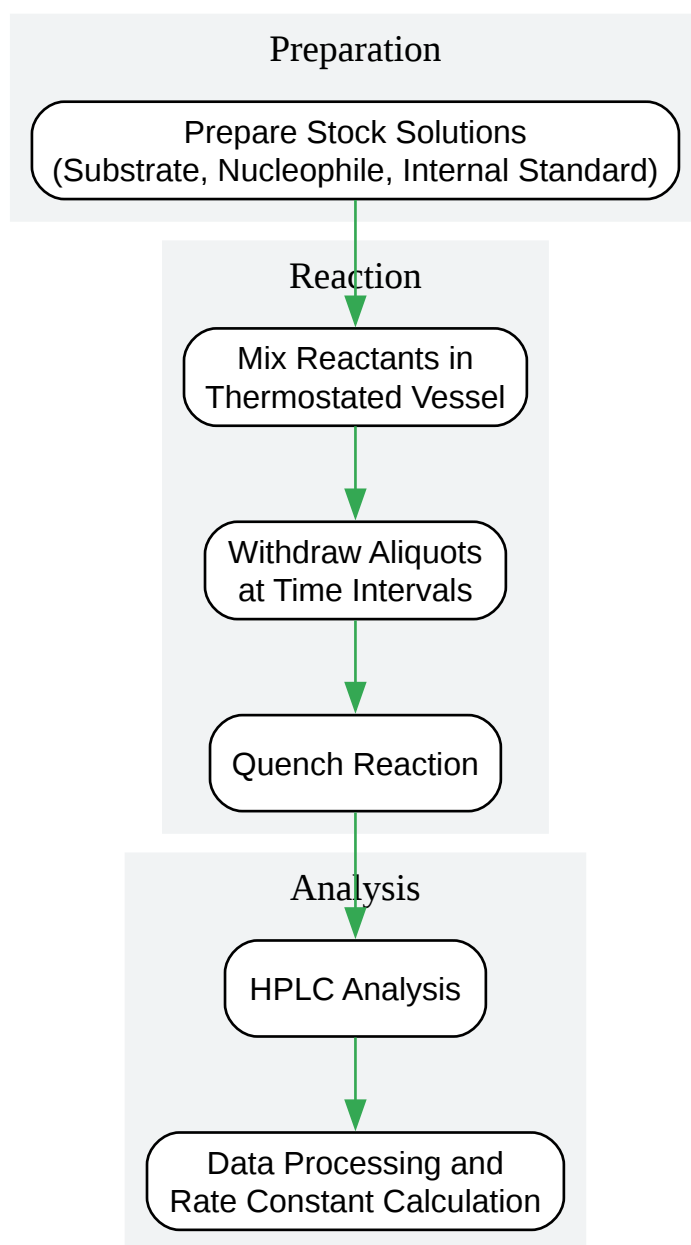 Preparation
Prepare Stock Solutions
(Substrate, Nucleophile, Internal Standard)
Reaction
Mix Reactants in
Thermostated Vessel
Withdraw Aliquots
at Time Intervals
Quench Reaction
Analysis
HPLC Analysis
Data Processing and
Rate Constant Calculation